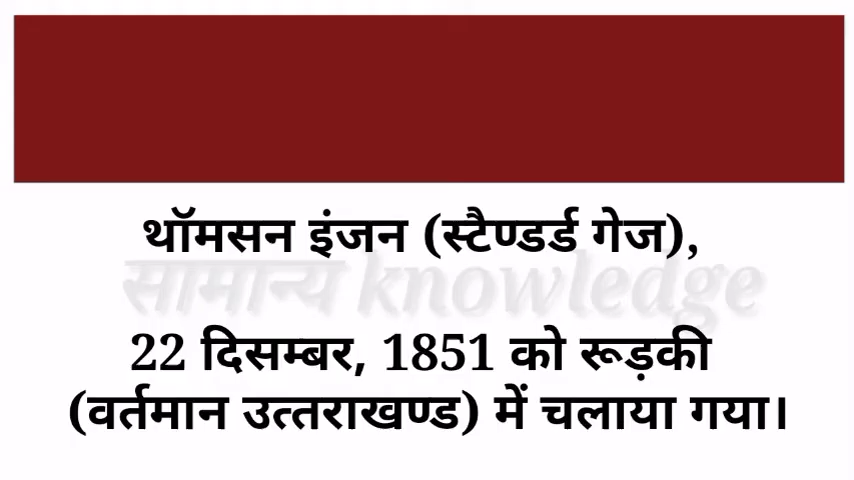 थॉमसन इंजन (स्टैण्डर्ड गेज),
सामान्य knowledge
22 दिसम्बर, 1851 को रूड़की
(वर्तमान उत्तराखण्ड) में चलाया गया।